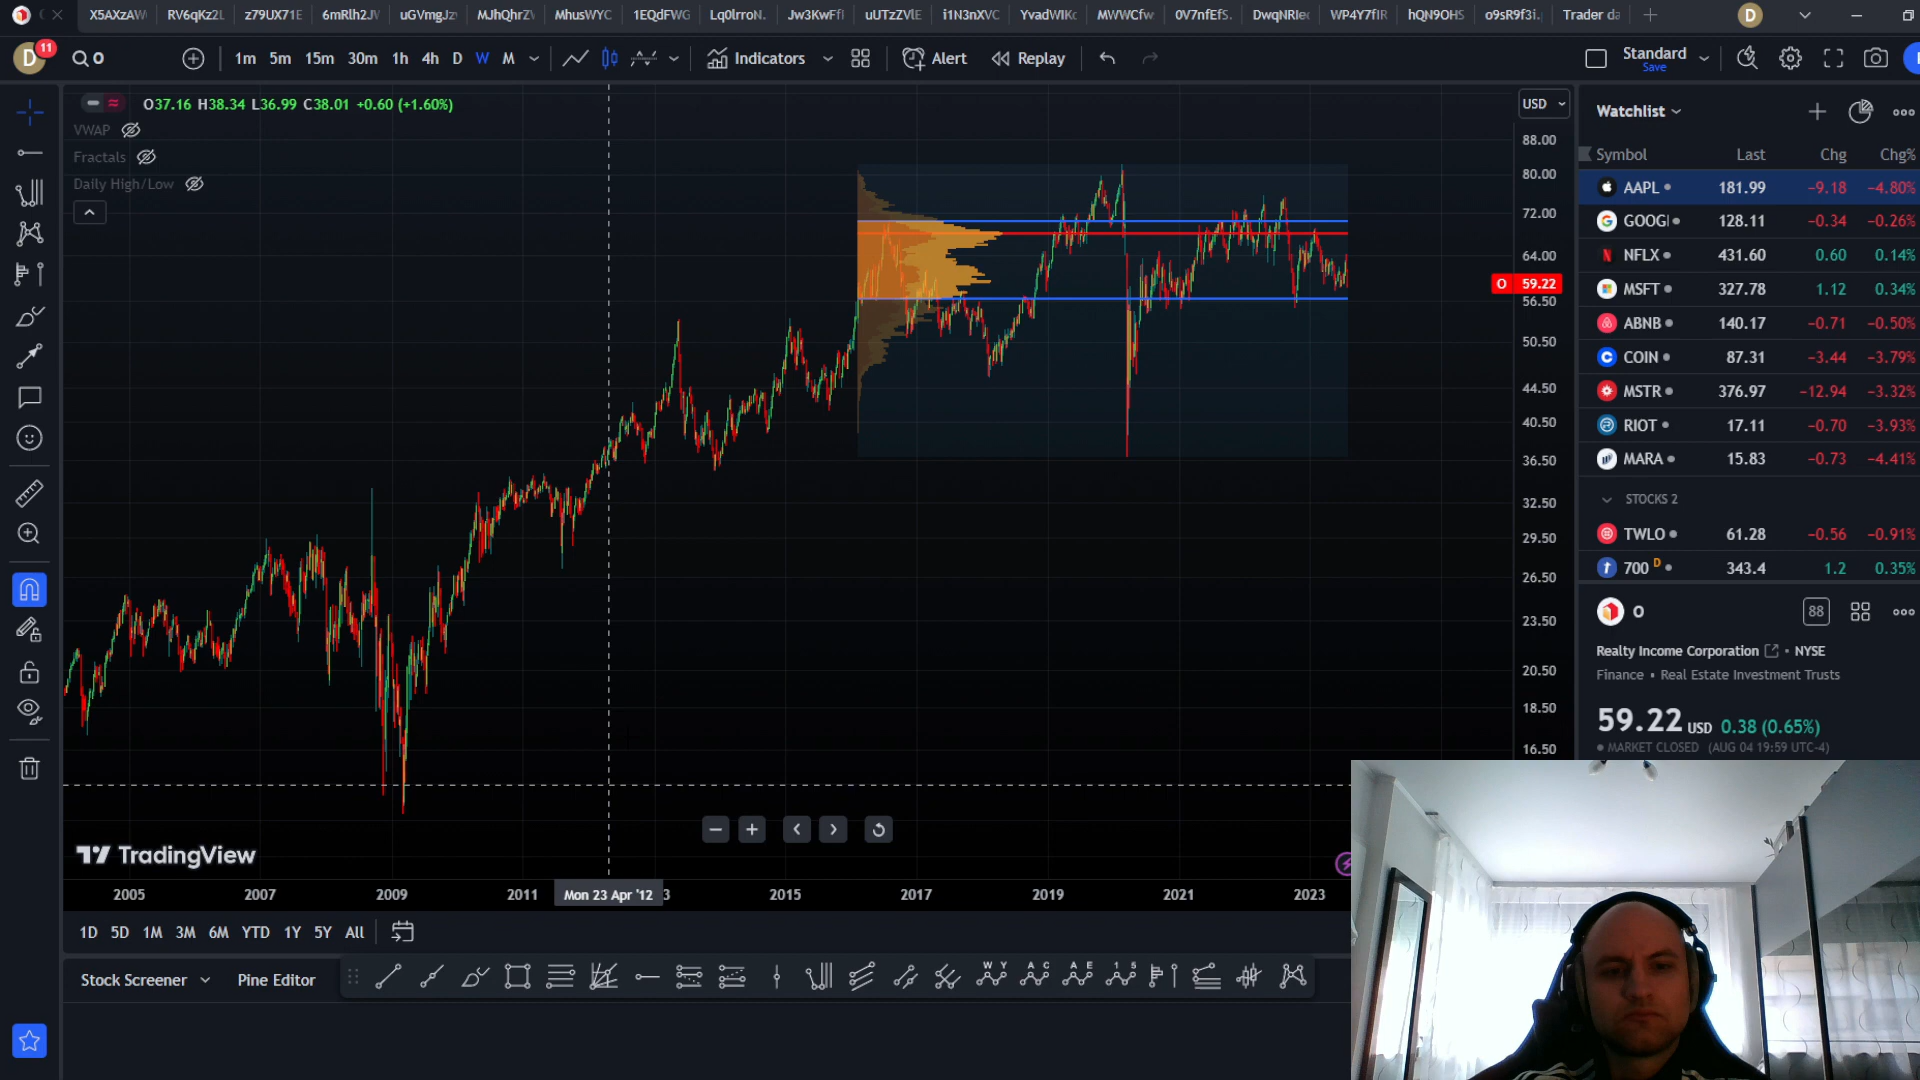 X5AXzAW
RV6qKz2L
z79UX71E
6mRlh2JV
uGVmgJz
MJhQhrZ
MhusWYC
1EQdFWG
Lq0lrroN.
Jw3KwFfI
uUTzZVlE
i1N3nXVC
YvadWIK
MWWCfw
0V7nfEfS.
DwqNRIe
WP4Y7fIR
hQN9OHS
o9sR9f3i.
Trader da
D
D
11
O
1m 5m 15m 30m 1h 4h D W M
Indicators
Alert
Replay
Standard
Save
O37.16 H38.34 L36.99 C38.01 +0.60 (+1.60%)
VWAP
Fractals
Daily High/Low
USD
88.00
80.00
72.00
64.00
O 59.22
56.50
50.50
44.50
40.50
36.50
32.50
29.50
26.50
23.50
20.50
18.50
16.50
TradingView
2005 2007 2009 2011 Mon 23 Apr '12 3 2015 2017 2019 2021 2023
1D 5D 1M 3M 6M YTD 1Y 5Y All
Stock Screener
Pine Editor
W Y
A C
A E
1 5
Watchlist
Symbol Last Chg Chg%
AAPL 181.99 −9.18 −4.80%
GOOG 128.11 −0.34 −0.26%
NFLX 431.60 0.60 0.14%
MSFT 327.78 1.12 0.34%
ABNB 140.17 −0.71 −0.50%
COIN 87.31 −3.44 −3.79%
MSTR 376.97 −12.94 −3.32%
RIOT 17.11 −0.70 −3.93%
MARA 15.83 −0.73 −4.41%
STOCKS 2
TWLO 61.28 −0.56 −0.91%
700 D 343.4 1.2 0.35%
O
88
Realty Income Corporation • NYSE
Finance • Real Estate Investment Trusts
59.22 USD 0.38 (0.65%)
MARKET CLOSED (AUG 04 19:59 UTC-4)